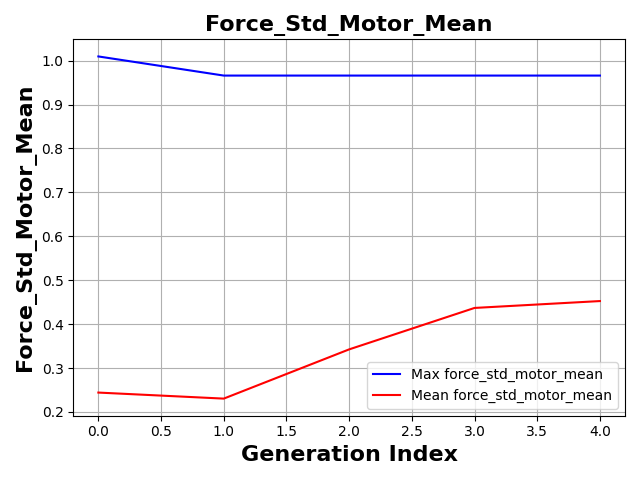 Force_Std_Motor_Mean
Force_Std_Motor_Mean
1.0
0.9
0.8
0.7
0.6
0.5
0.4
0.3
0.2
Max force_std_motor_mean
Mean force_std_motor_mean
0.0 0.5 1.0 1.5 2.0 2.5 3.0 3.5 4.0
Generation Index